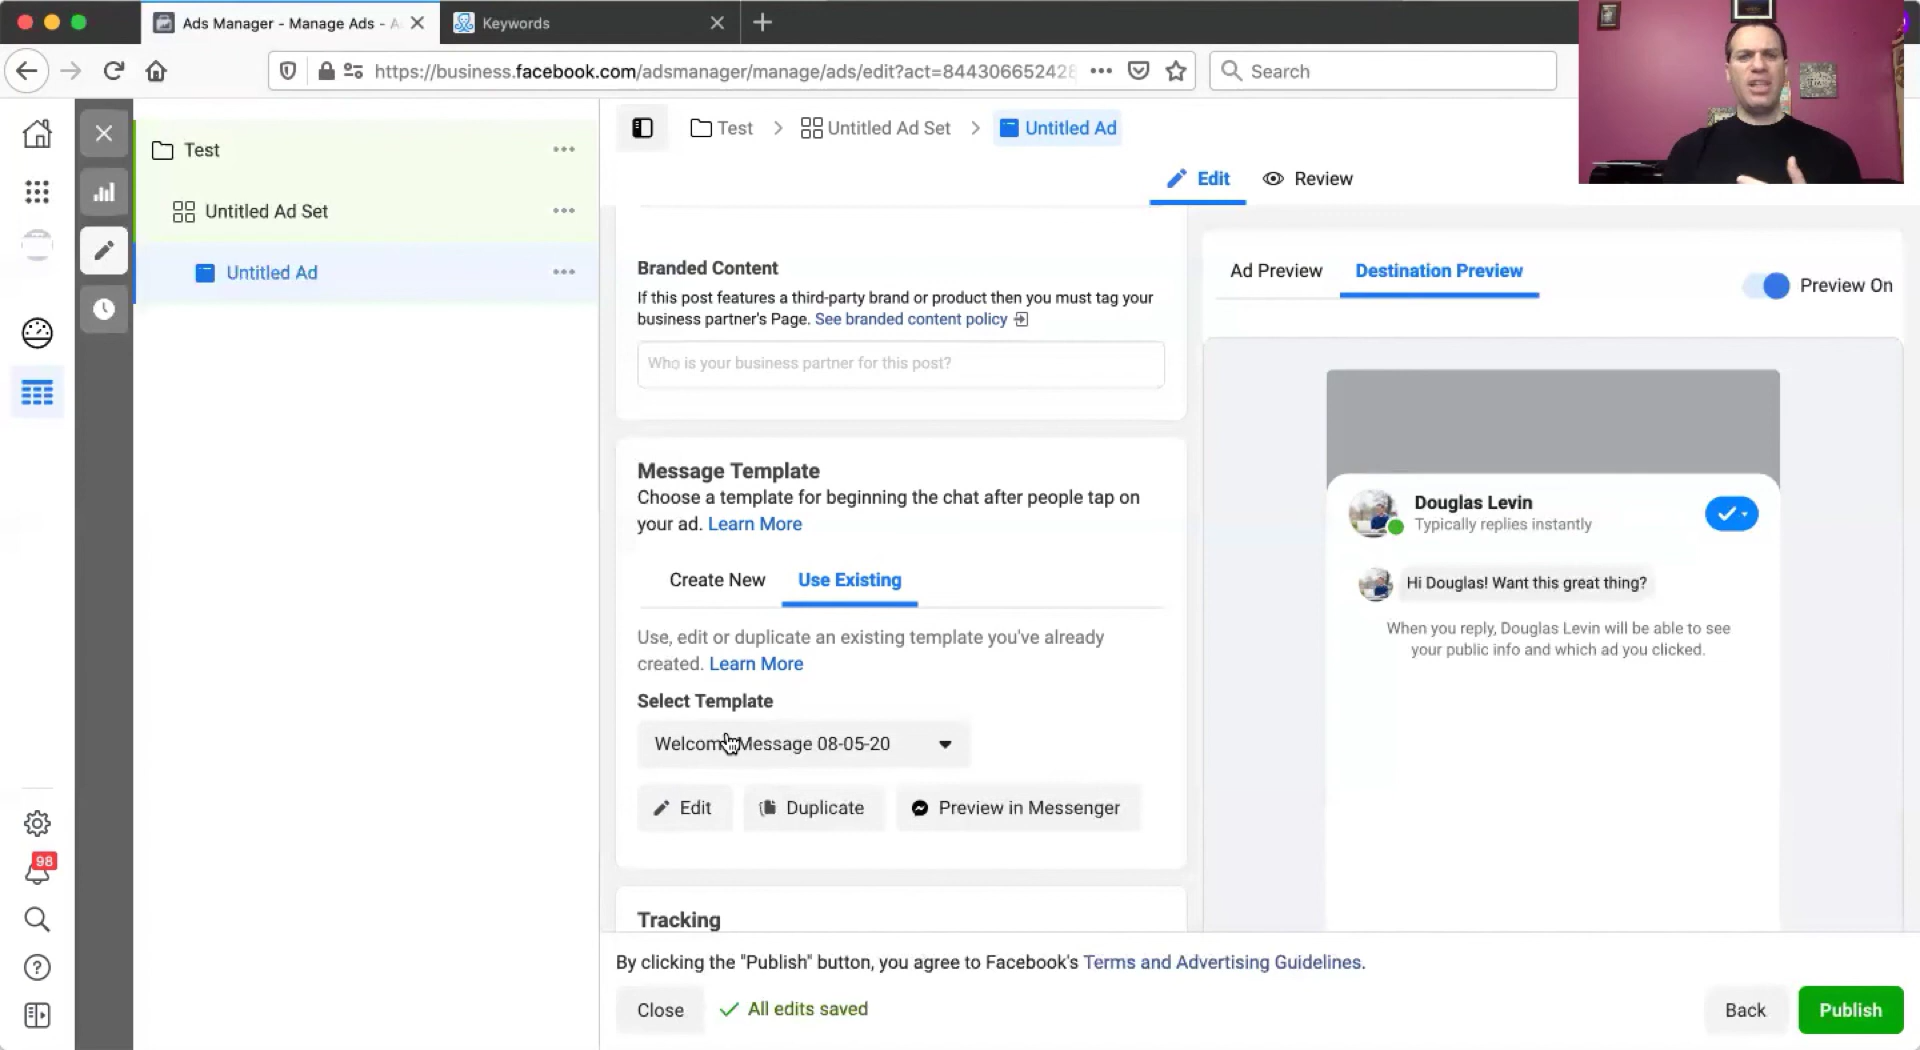 Ads Manager - Manage Ads - A
Keywords
https://business.facebook.com/adsmanager/manage/ads/edit?act=844306652428
Search
Test
Untitled Ad Set
Untitled Ad
Test
Untitled Ad Set
Untitled Ad
Edit
Review
Branded Content
If this post features a third-party brand or product then you must tag your
business partner's Page. See branded content policy
Who is your business partner for this post?
Message Template
Choose a template for beginning the chat after people tap on
your ad. Learn More
Create New
Use Existing
Use, edit or duplicate an existing template you've already
created. Learn More
Select Template
Welcome Message 08-05-20
Edit
Duplicate
Preview in Messenger
Tracking
Ad Preview
Destination Preview
Preview On
Douglas Levin
Typically replies instantly
Hi Douglas! Want this great thing?
When you reply, Douglas Levin will be able to see
your public info and which ad you clicked.
98
By clicking the "Publish" button, you agree to Facebook's Terms and Advertising Guidelines.
Close
All edits saved
Back
Publish